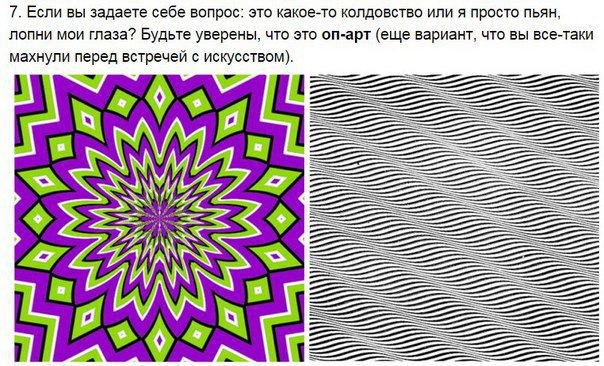 7. Если вы задаете себе вопрос: это какое-то колдовство или я просто пьян,
лопни мои глаза? Будьте уверены, что это оп-арт (еще вариант, что вы все-таки
махнули перед встречей с искусством).